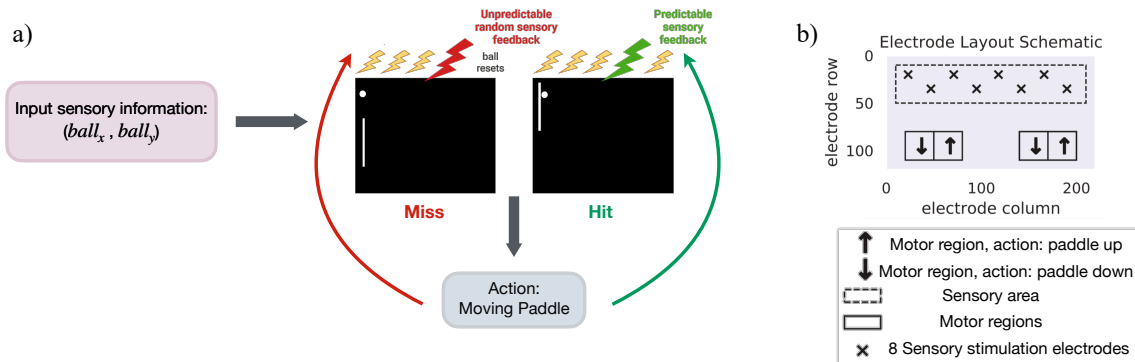 a)
Input sensory information:
(ball_x , ball_y)
Unpredictable
random sensory
feedback
ball
resets
Predictable
sensory
feedback
Miss
Hit
Action:
Moving Paddle
b)
Electrode Layout Schematic
electrode row
0
50
100
0 100 200
electrode column
Motor region, action: paddle up
Motor region, action: paddle down
Sensory area
Motor regions
8 Sensory stimulation electrodes